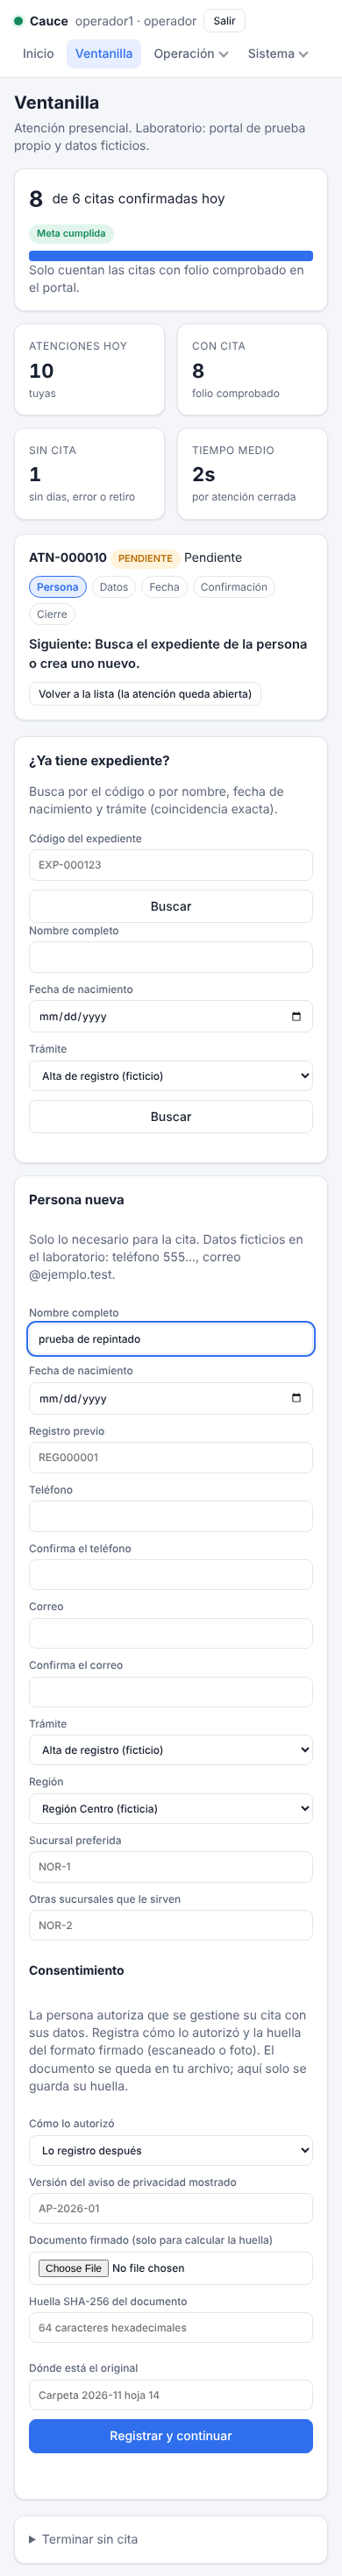 Cauce operador1 · operador Salir
Inicio Ventanilla Operación Sistema
Ventanilla
Atención presencial. Laboratorio: portal de prueba
propio y datos ficticios.
8 de 6 citas confirmadas hoy
Meta cumplida
Solo cuentan las citas con folio comprobado en
el portal.
ATENCIONES HOY
10
tuyas
CON CITA
8
folio comprobado
SIN CITA
1
sin días, error o retiro
TIEMPO MEDIO
2s
por atención cerrada
ATN-000010 PENDIENTE Pendiente
Persona Datos Fecha Confirmación
Cierre
Siguiente: Busca el expediente de la persona
o crea uno nuevo.
Volver a la lista (la atención queda abierta)
¿Ya tiene expediente?
Busca por el código o por nombre, fecha de
nacimiento y trámite (coincidencia exacta).
Código del expediente
EXP-000123
Buscar
Nombre completo
Fecha de nacimiento
mm/dd/yyyy
Trámite
Alta de registro (ficticio)
Buscar
Persona nueva
Solo lo necesario para la cita. Datos ficticios en
el laboratorio: teléfono 555..., correo
@ejemplo.test.
Nombre completo
prueba de repintado
Fecha de nacimiento
mm/dd/yyyy
Registro previo
REG000001
Teléfono
Confirma el teléfono
Correo
Confirma el correo
Trámite
Alta de registro (ficticio)
Región
Región Centro (ficticia)
Sucursal preferida
NOR-1
Otras sucursales que le sirven
NOR-2
Consentimiento
La persona autoriza que se gestione su cita con
sus datos. Registra cómo lo autorizó y la huella
del formato firmado (escaneado o foto). El
documento se queda en tu archivo; aquí solo se
guarda su huella.
Cómo lo autorizó
Lo registro después
Versión del aviso de privacidad mostrado
AP-2026-01
Documento firmado (solo para calcular la huella)
Choose File No file chosen
Huella SHA-256 del documento
64 caracteres hexadecimales
Dónde está el original
Carpeta 2026-11 hoja 14
Registrar y continuar
Terminar sin cita